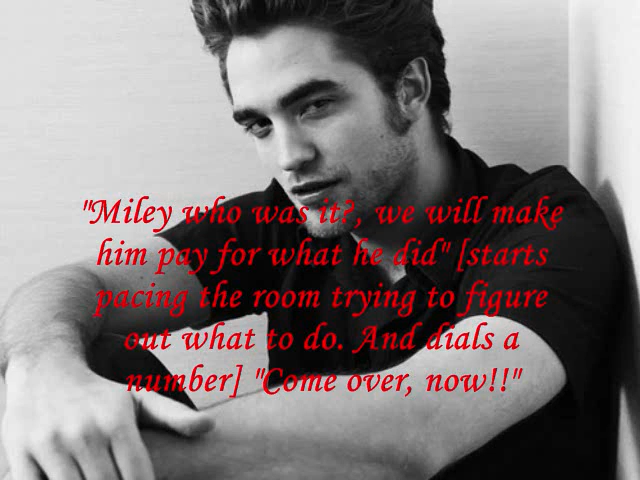 "Miley who was it?, we will make
him pay for what he did" [starts
pacing the room trying to figure
out what to do. And dials a
number] "Come over, now!!"